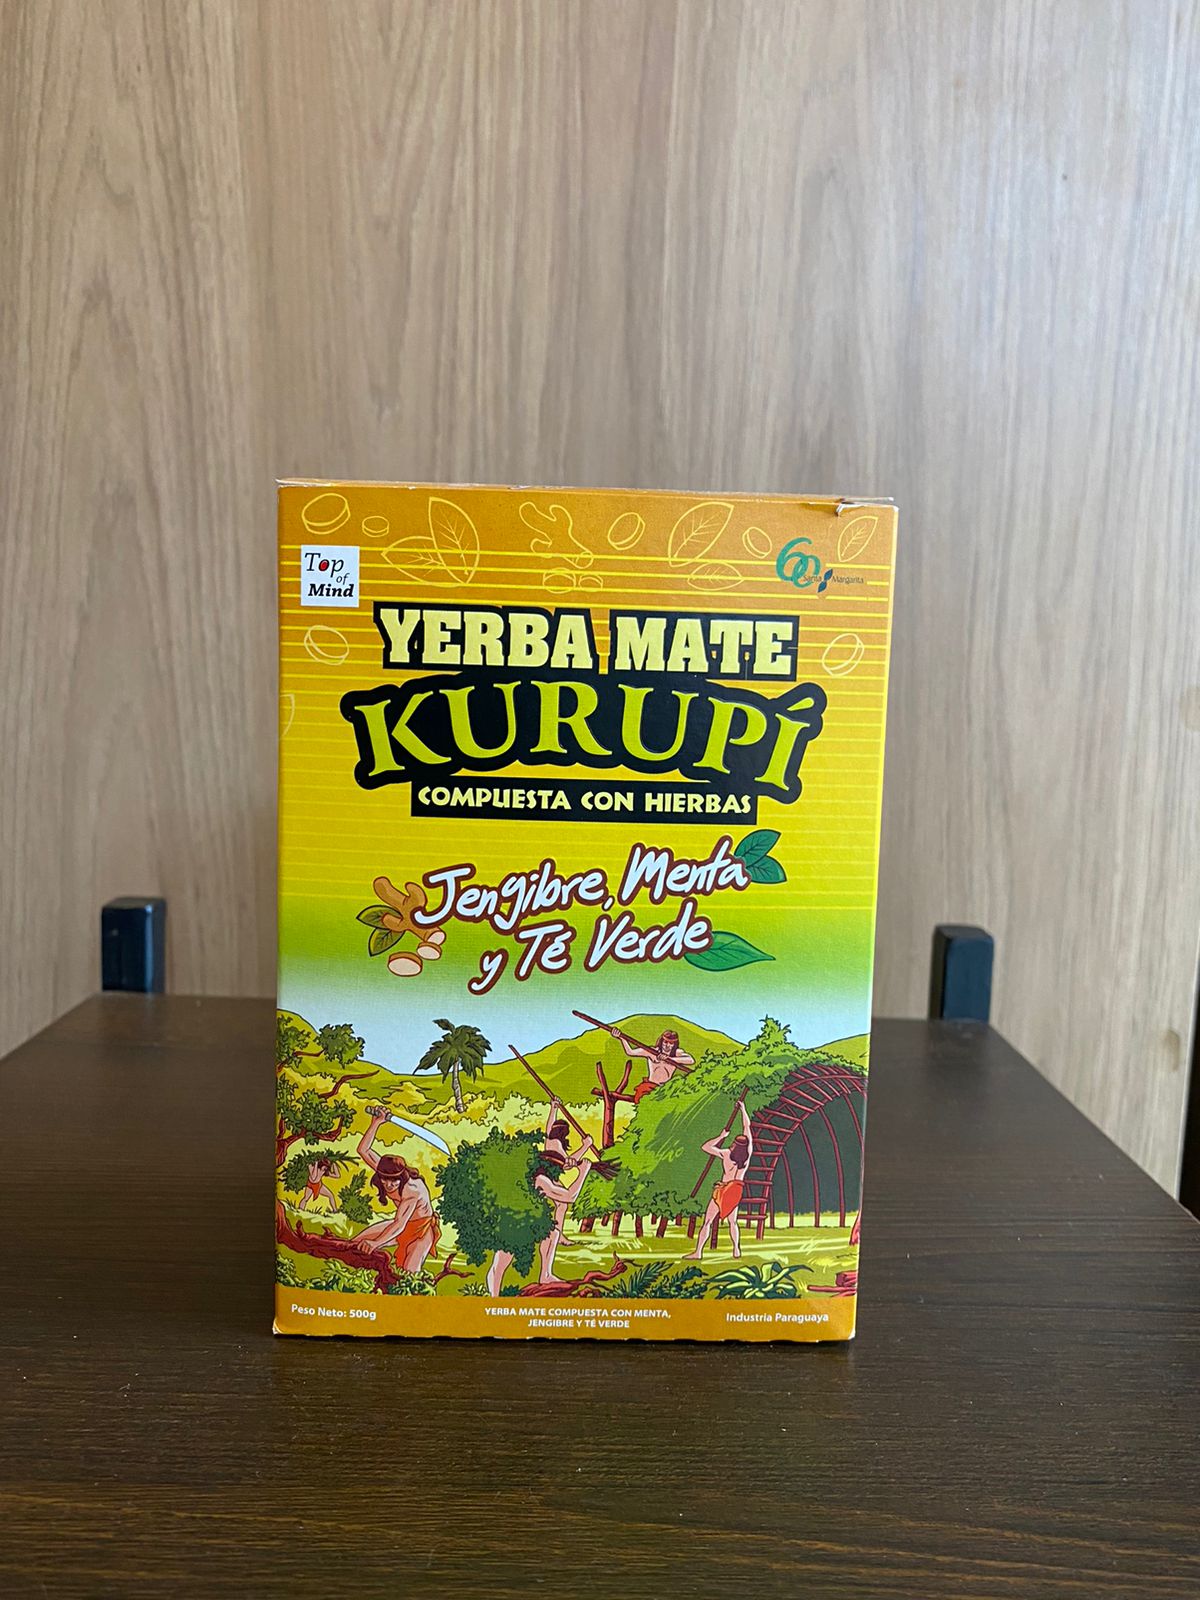 Top
of
Mind
60
Santa Margarita
YERBA MATE
KURUPÍ
COMPUESTA CON HIERBAS
Jengibre, Menta
y Té Verde
Peso Neto: 500g
YERBA MATE COMPUESTA CON MENTA,
JENGIBRE Y TÉ VERDE
Industria Paraguaya